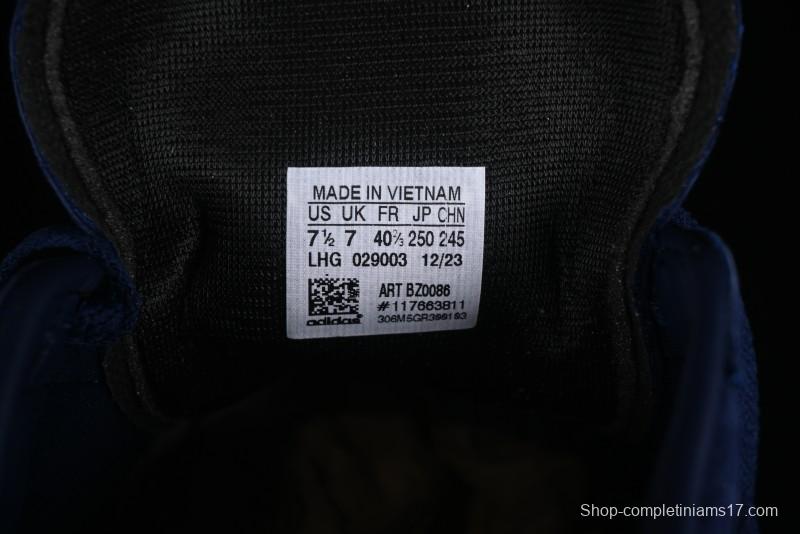 MADE IN VIETNAM
US UK FR JP CHN
7½ 7 40⅔ 250 245
LHG 029003 12/23
ART BZ0086
#117663811
adidas
Shop-completiniams17.com